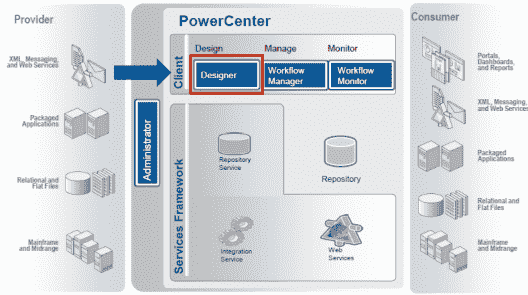 Provider
PowerCenter
Consumer
Design
Manage
Monitor
Client
Designer
Workflow
Manager
Workflow
Monitor
XML, Messaging,
and Web Services
Packaged
Applications
Relational and
Flat Files
Mainframe
and Midrange
Administrator
Services Framework
Repository
Service
Repository
Integration
Service
Web
Services
Portals,
Dashboards,
and Reports
XML, Messaging,
and Web Services
Packaged
Applications
Relational and
Flat Files
Mainframe
and Midrange